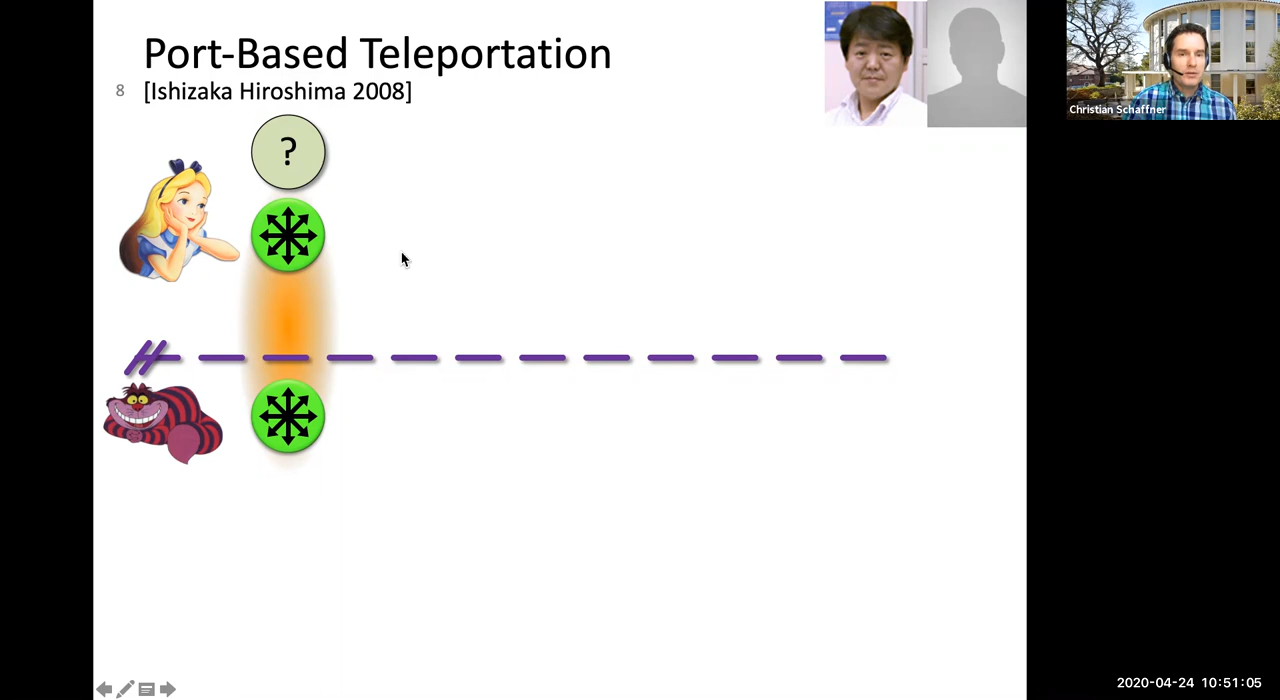 Port-Based Teleportation
8
[Ishizaka Hiroshima 2008]
?
Christian Schaffner
2020-04-24 10:51:05